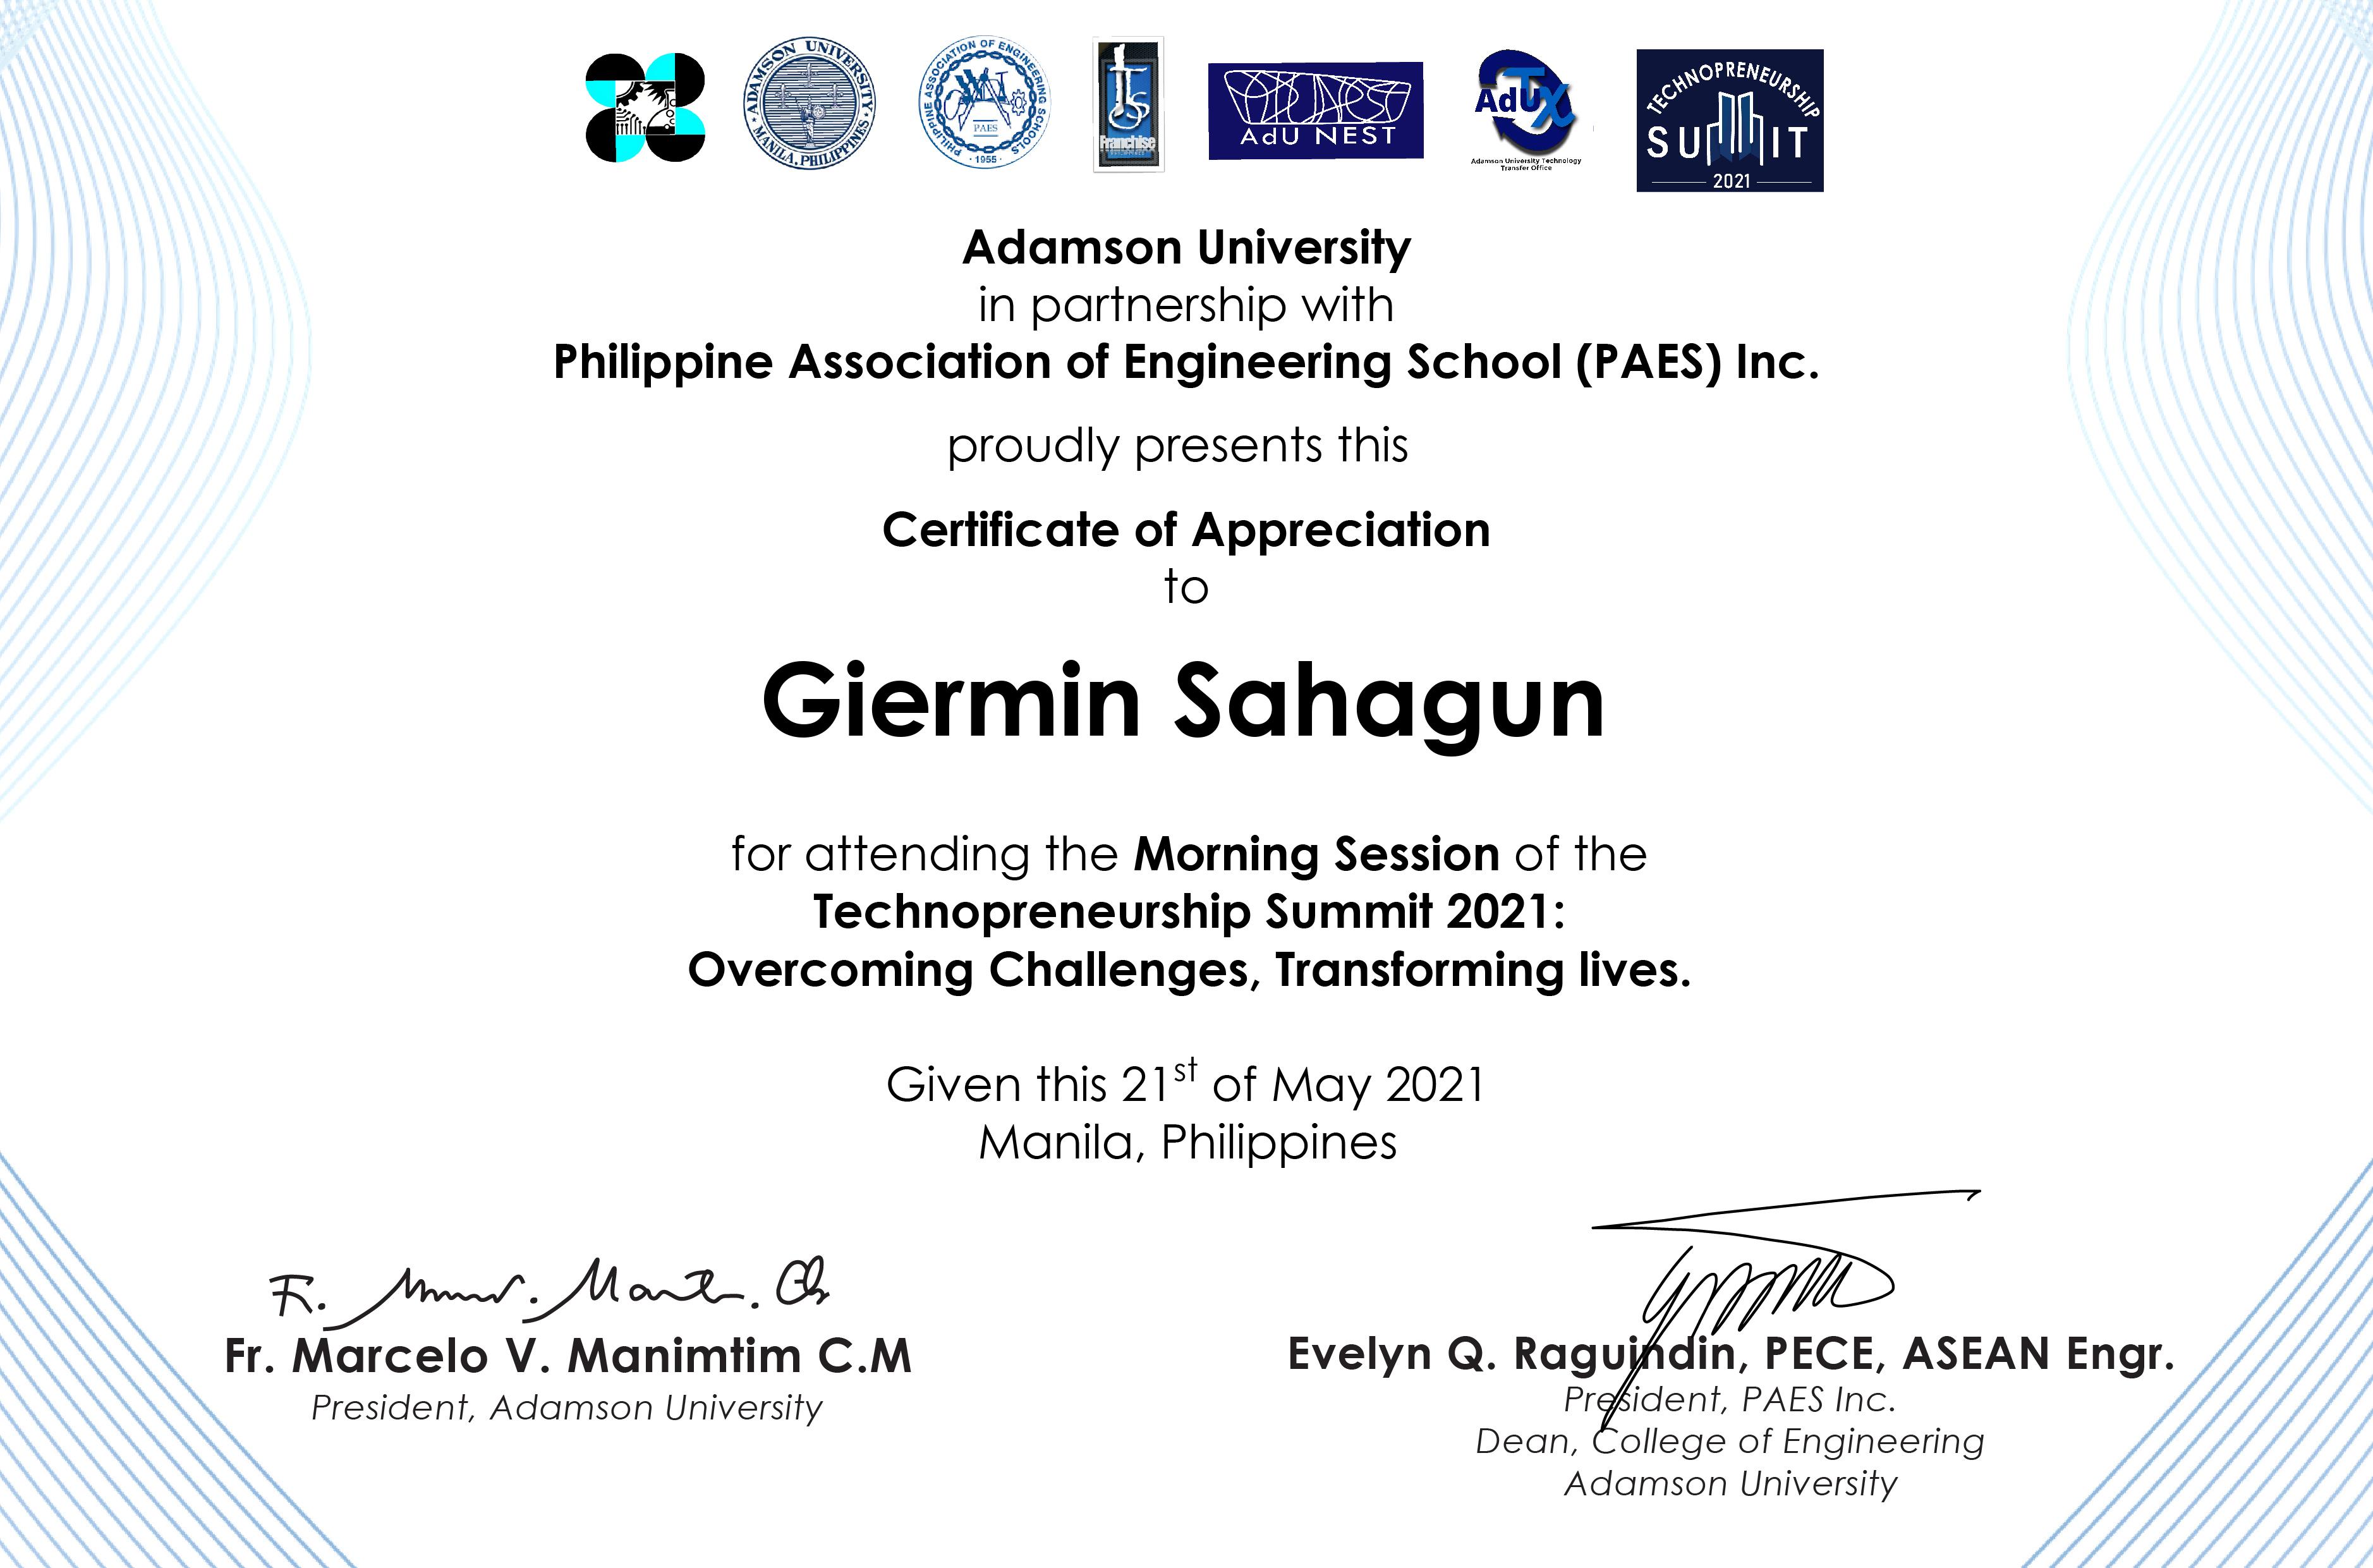 ADAMSON UNIVERSITY
MANILA, PHILIPPINES
PHILIPPINE ASSOCIATION OF ENGINEERING SCHOOLS
PAES
1955
Franchise
AdU NEST
AdUTX
Adamson University Technology
Transfer Office
TECHNOPRENEURSHIP
SUMMIT
2021
Adamson University
in partnership with
Philippine Association of Engineering School (PAES) Inc.
proudly presents this
Certificate of Appreciation
to
Giermin Sahagun
for attending the Morning Session of the
Technopreneurship Summit 2021:
Overcoming Challenges, Transforming lives.
Given this 21st of May 2021
Manila, Philippines
Fr. Marcelo V. Manimtim C.M
President, Adamson University
Evelyn Q. Raguindin, PECE, ASEAN Engr.
President, PAES Inc.
Dean, College of Engineering
Adamson University